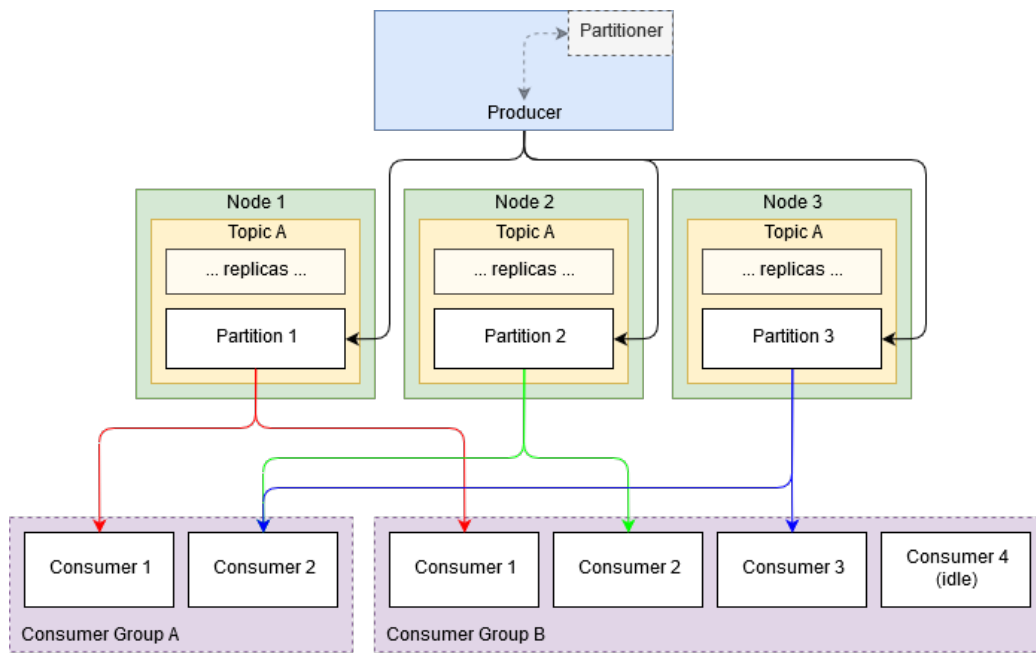 Partitioner
Producer
Node 1
Node 2
Node 3
Topic A
Topic A
Topic A
... replicas ...
... replicas ...
... replicas ...
Partition 1
Partition 2
Partition 3
Consumer 1
Consumer 2
Consumer 1
Consumer 2
Consumer 3
Consumer 4
(idle)
Consumer Group A
Consumer Group B